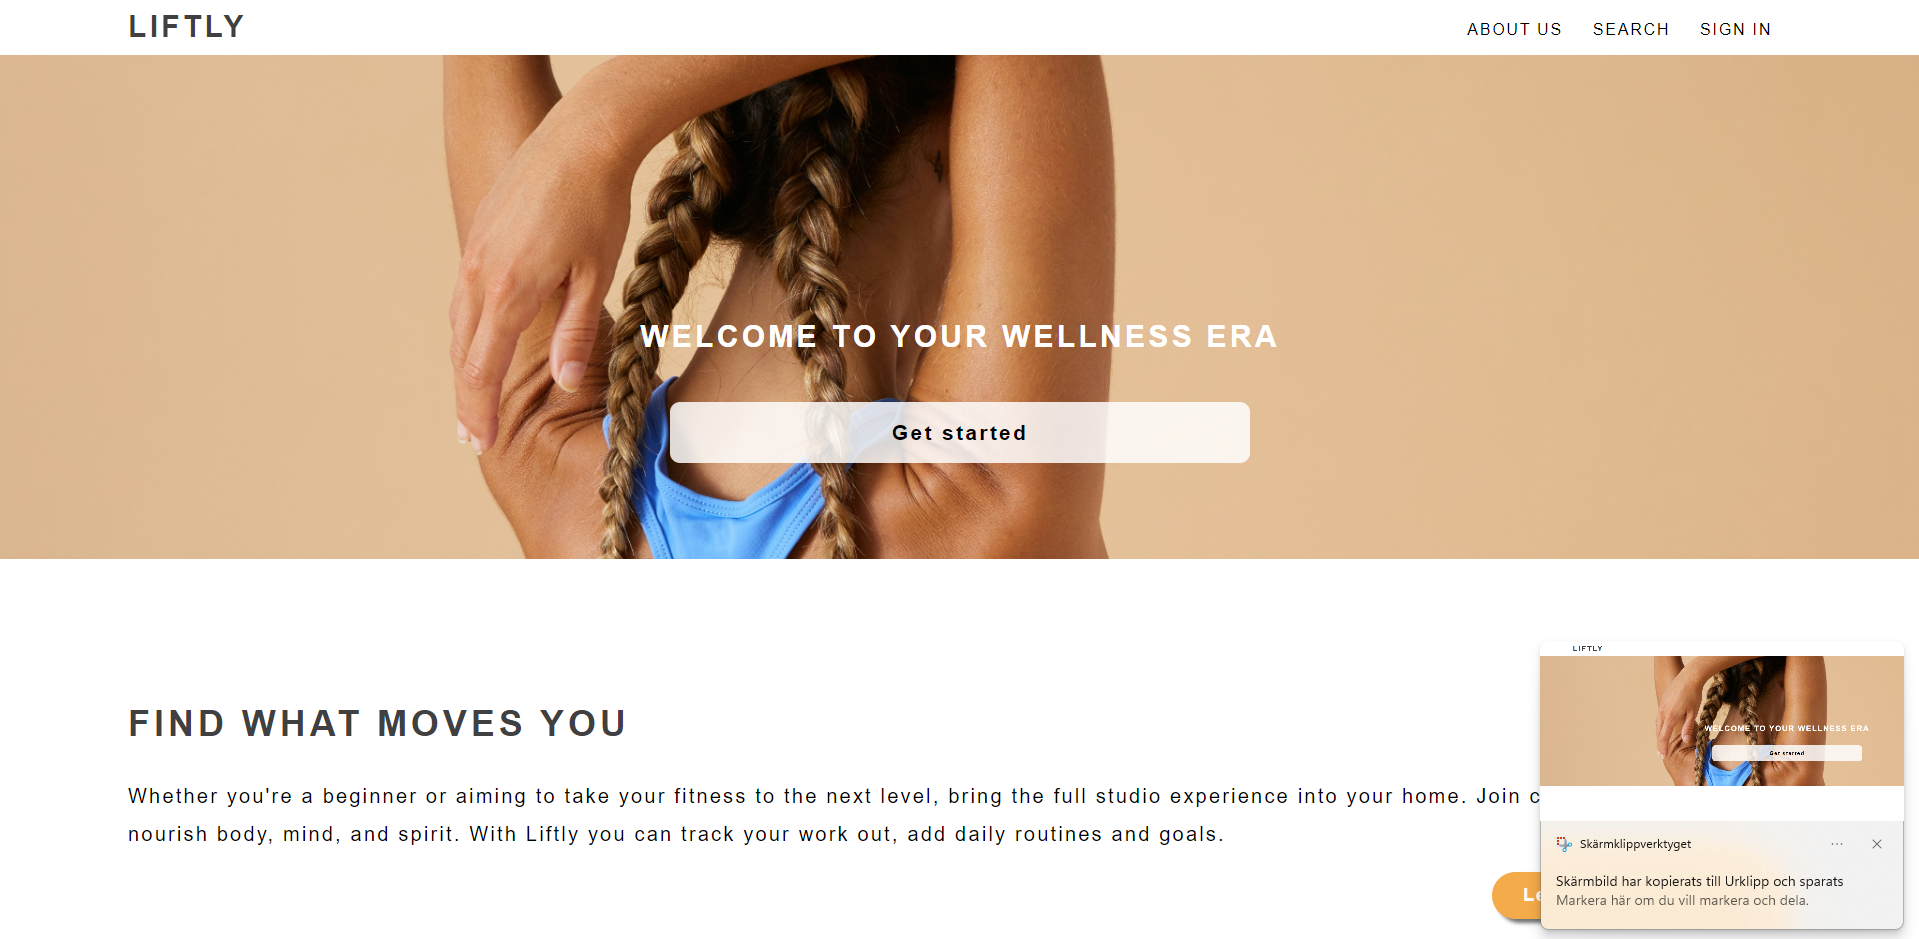 LIFTLY
ABOUT US SEARCH SIGN IN
WELCOME TO YOUR WELLNESS ERA
Get started
FIND WHAT MOVES YOU
Whether you're a beginner or aiming to take your fitness to the next level, bring the full studio experience into your home. Join
nourish body, mind, and spirit. With Liftly you can track your work out, add daily routines and goals.
LIFTLY
WELCOME TO YOUR WELLNESS ERA
Get started
Skärmklippverktyget
Skärmbild har kopierats till Urklipp och sparats
Markera här om du vill markera och dela.